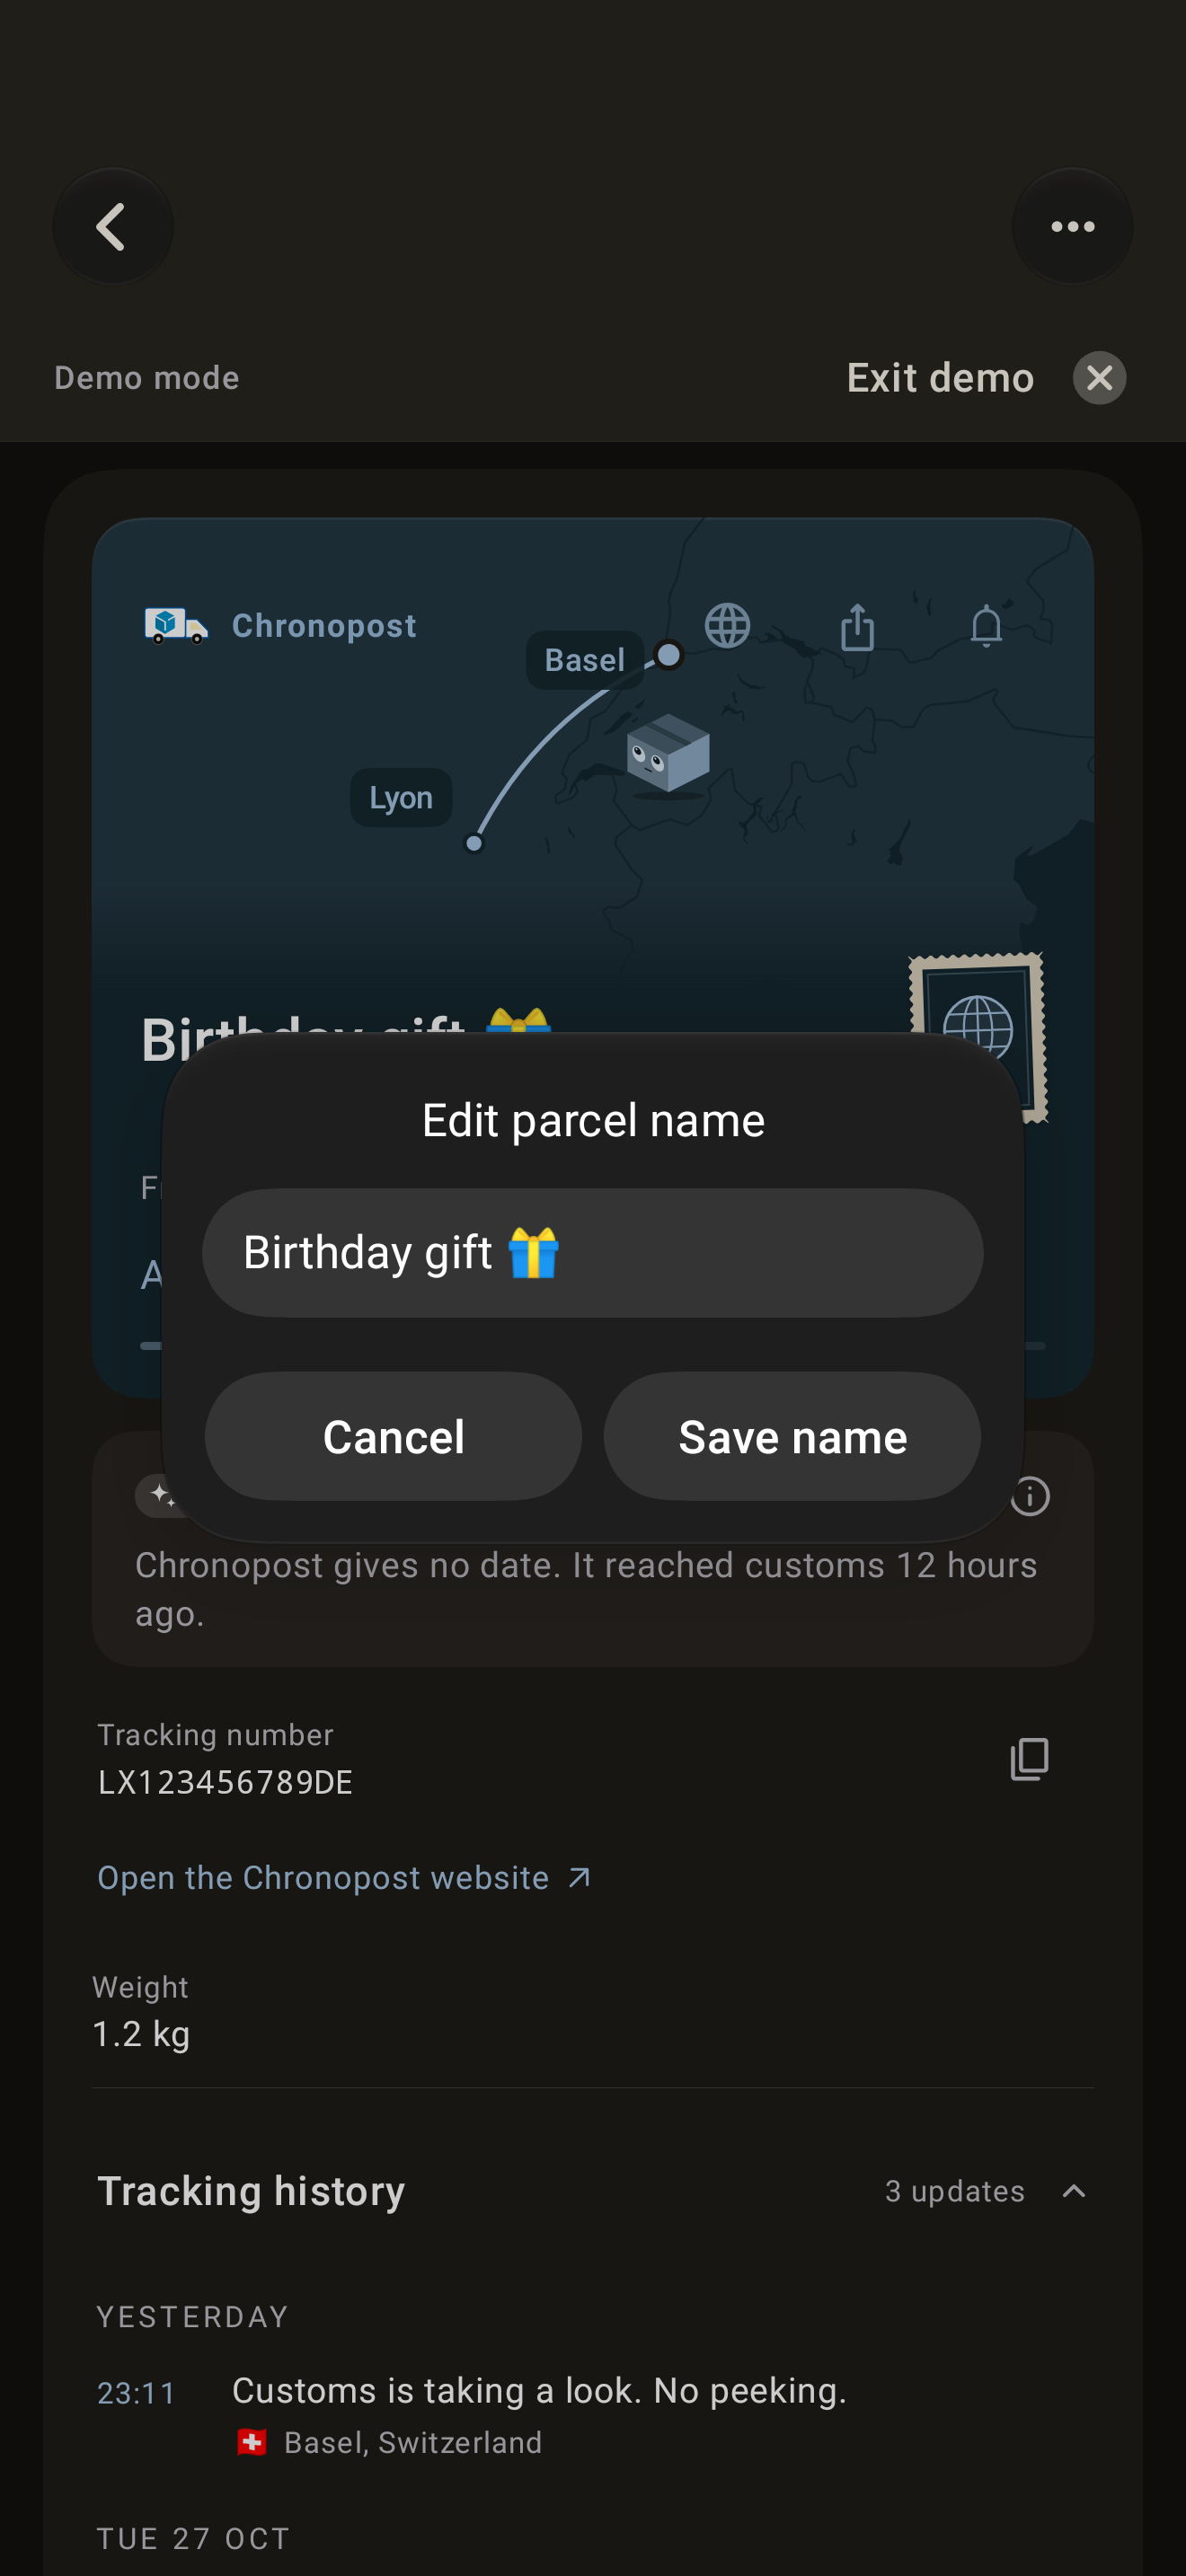 Demo mode
Exit demo
Chronopost
Basel
Lyon
Birthday gift 🎁
Edit parcel name
Birthday gift 🎁
Cancel
Save name
Chronopost gives no date. It reached customs 12 hours
ago.
Tracking number
LX123456789DE
Open the Chronopost website
Weight
1.2 kg
Tracking history
3 updates
YESTERDAY
23:11
Customs is taking a look. No peeking.
🇨🇭 Basel, Switzerland
TUE 27 OCT